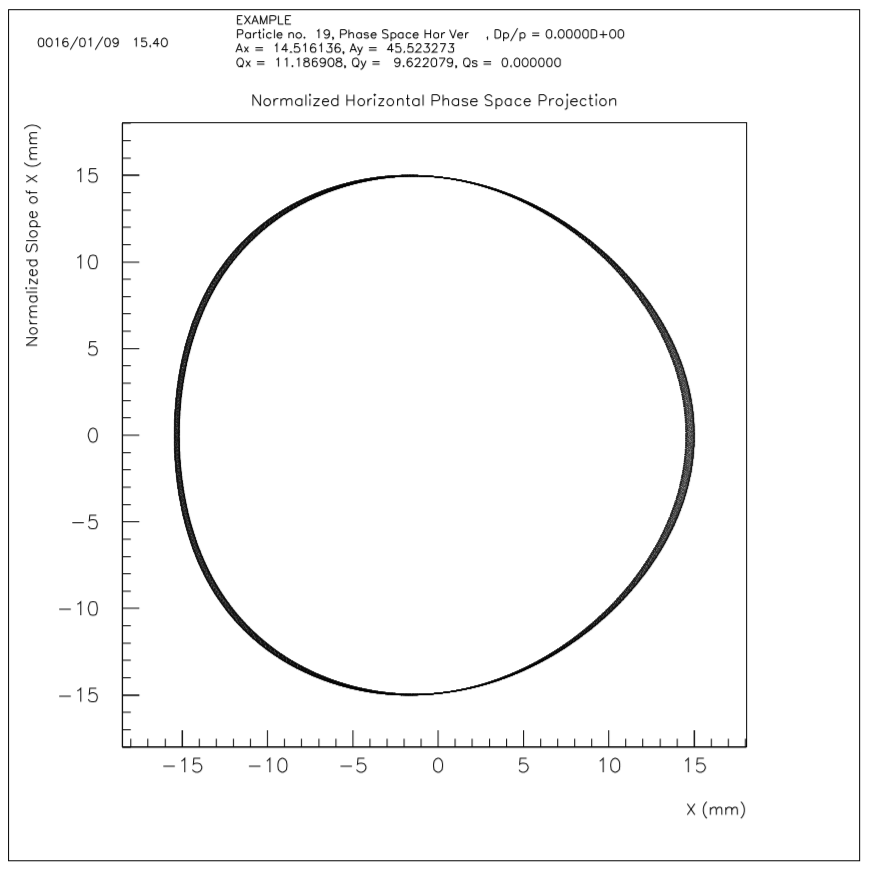 EXAMPLE
0016/01/09 15.40
Particle no. 19, Phase Space Hor Ver , Dp/p = 0.0000D+00
Ax = 14.516136, Ay = 45.523273
Qx = 11.186908, Qy = 9.622079, Qs = 0.000000
Normalized Horizontal Phase Space Projection
Normalized Slope of X (mm)
15
10
5
0
−5
−10
−15
−15 −10 −5 0 5 10 15
X (mm)